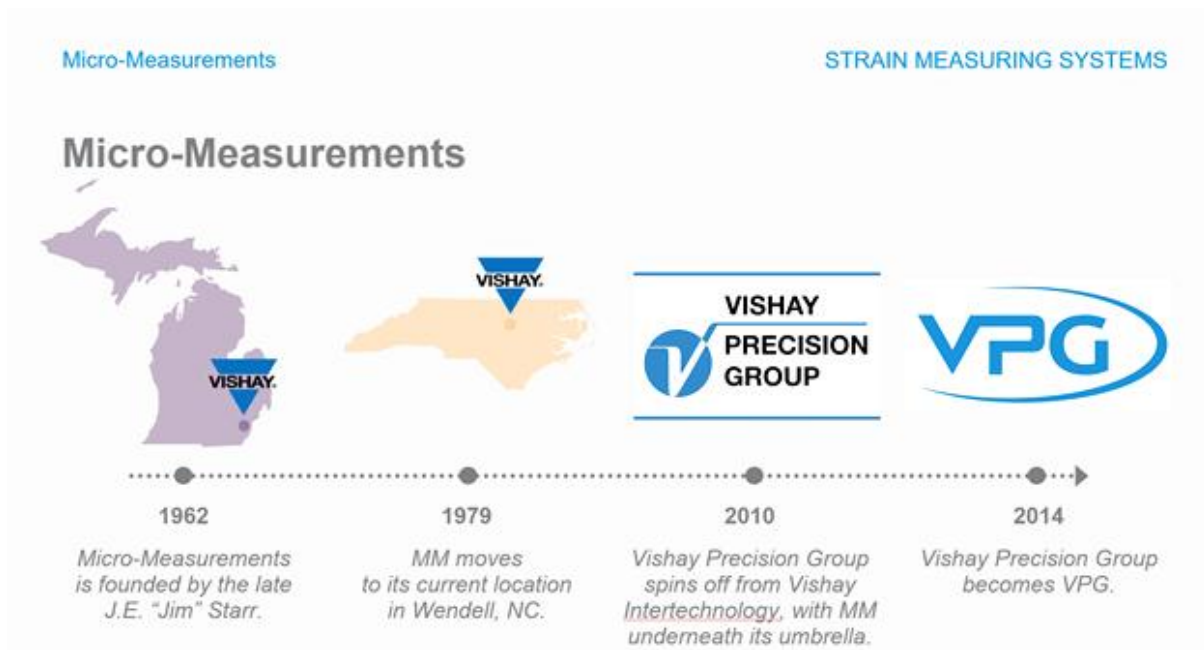 Micro-Measurements
STRAIN MEASURING SYSTEMS
Micro-Measurements
VISHAY.
VISHAY.
VISHAY
PRECISION
GROUP
VPG
1962
Micro-Measurements
is founded by the late
J.E. “Jim” Starr.
1979
MM moves
to its current location
in Wendell, NC.
2010
Vishay Precision Group
spins off from Vishay
Intertechnology, with MM
underneath its umbrella.
2014
Vishay Precision Group
becomes VPG.